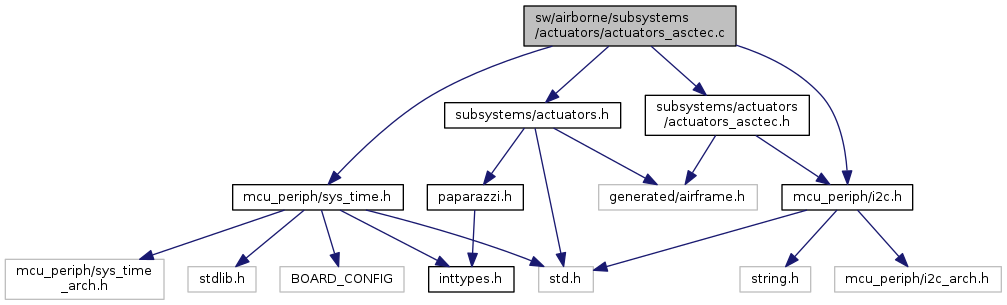 sw/airborne/subsystems
/actuators/actuators_asctec.c
subsystems/actuators.h
subsystems/actuators
/actuators_asctec.h
mcu_periph/sys_time.h
paparazzi.h
generated/airframe.h
mcu_periph/i2c.h
mcu_periph/sys_time
_arch.h
stdlib.h
BOARD_CONFIG
inttypes.h
std.h
string.h
mcu_periph/i2c_arch.h